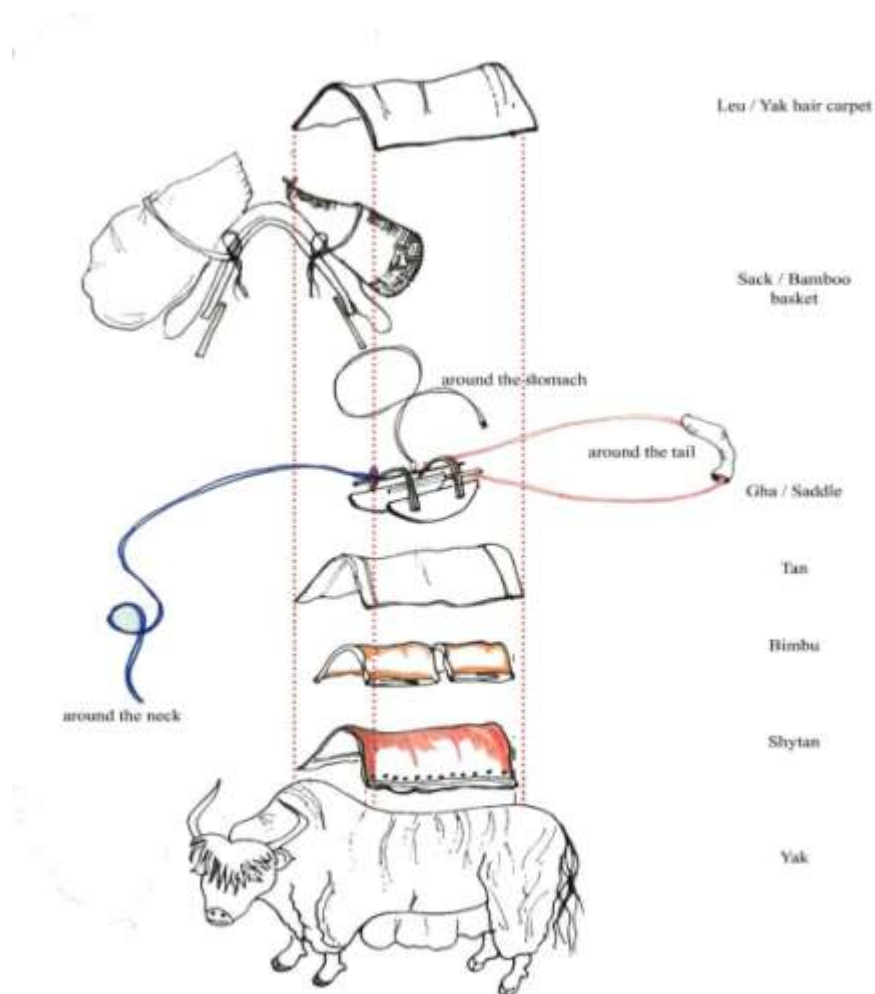 Leu / Yak hair carpet
Sack / Bamboo
basket
around the stomach
around the tail
Gha / Saddle
Tan
Bimbu
around the neck
Shytan
Yak